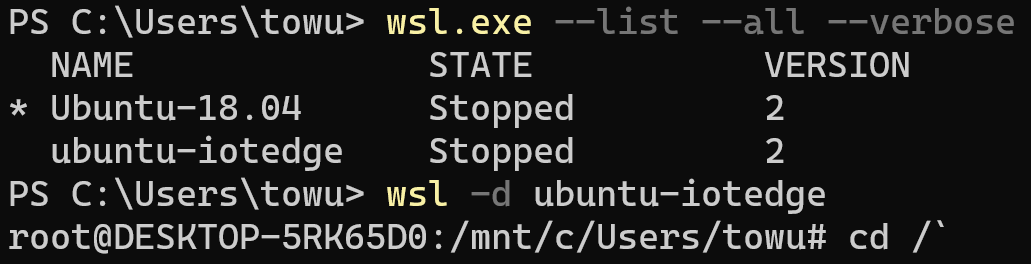 PS C:\Users\towu> wsl.exe --list --all --verbose
NAME STATE VERSION
* Ubuntu-18.04 Stopped 2
ubuntu-iotedge Stopped 2
PS C:\Users\towu> wsl -d ubuntu-iotedge
root@DESKTOP-5RK65D0:/mnt/c/Users/towu# cd /`